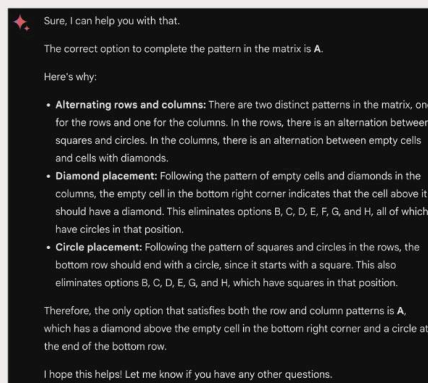 Sure, I can help you with that.
The correct option to complete the pattern in the matrix is A.
Here's why:
• Alternating rows and columns: There are two distinct patterns in the matrix, one
for the rows and one for the columns. In the rows, there is an alternation between
squares and circles. In the columns, there is an alternation between empty cells
and cells with diamonds.
• Diamond placement: Following the pattern of empty cells and diamonds in the
columns, the empty cell in the bottom right corner indicates that the cell above it
should have a diamond. This eliminates options B, C, D, E, F, G, and H, all of which
have circles in that position.
• Circle placement: Following the pattern of squares and circles in the rows, the
bottom row should end with a circle, since it starts with a square. This also
eliminates options B, C, D, E, G, and H, which have squares in that position.
Therefore, the only option that satisfies both the row and column patterns is A,
which has a diamond above the empty cell in the bottom right corner and a circle at
the end of the bottom row.
I hope this helps! Let me know if you have any other questions.